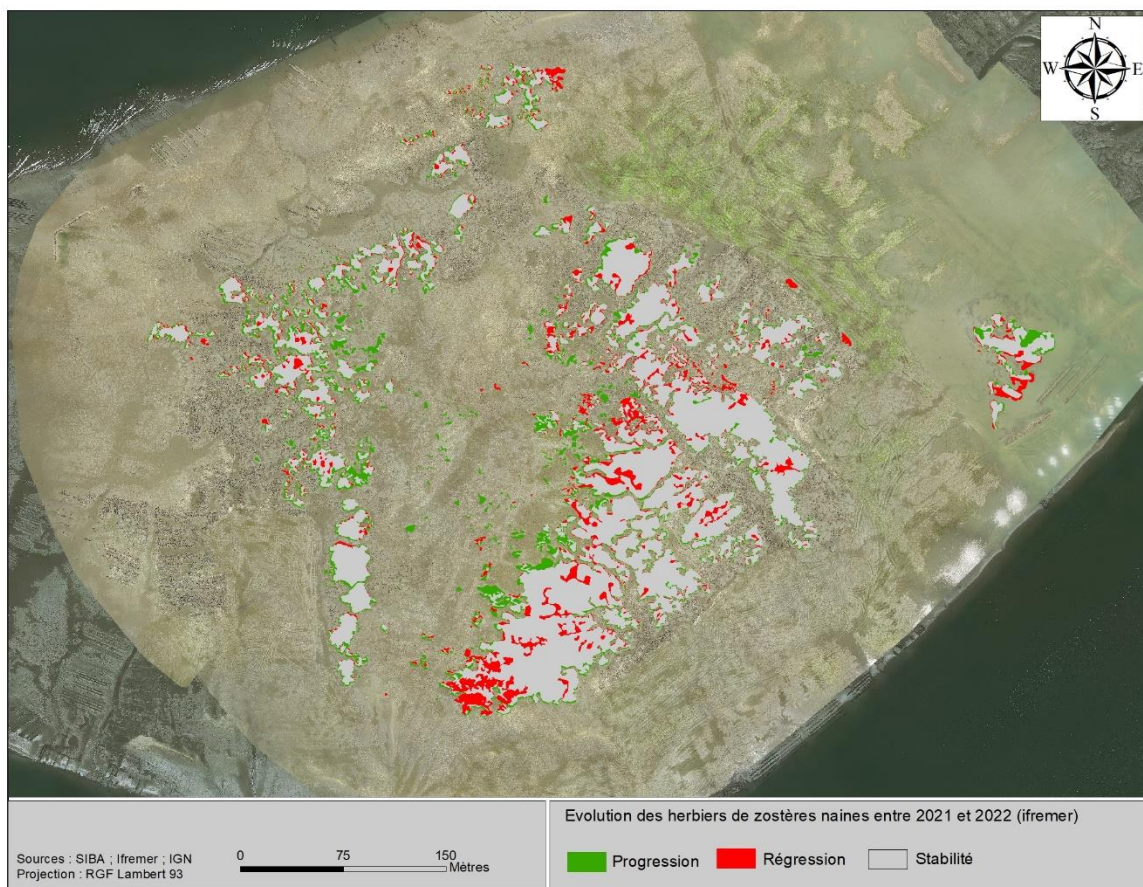 N
W E
S
Evolution des herbiers de zostères naines entre 2021 et 2022 (ifremer)
Sources : SIBA ; Ifremer ; IGN
Projection : RGF Lambert 93
0 75 150
Mètres
Progression Régression Stabilité